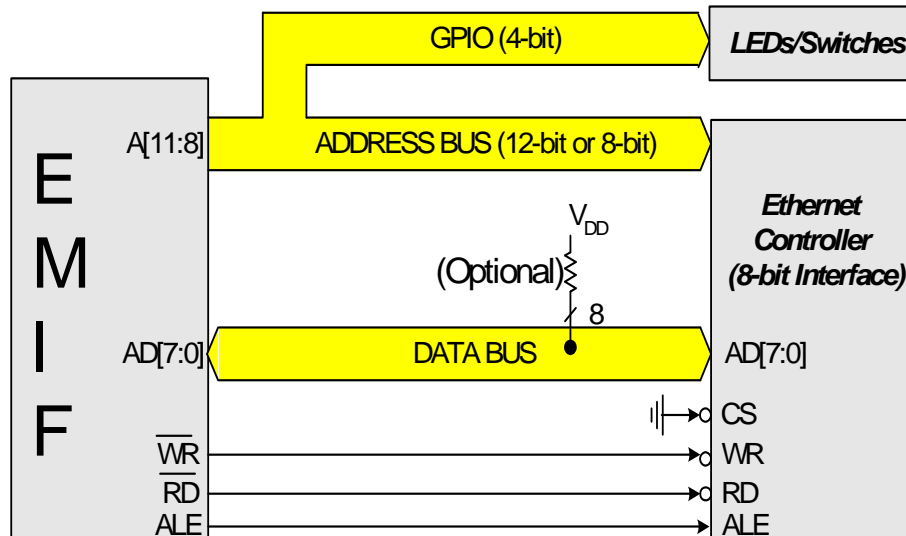 GPIO (4-bit)
LEDs/Switches
A[11:8]
ADDRESS BUS (12-bit or 8-bit)
EMIF
Ethernet
Controller
(8-bit Interface)
VDD
(Optional)
8
AD[7:0]
DATA BUS
AD[7:0]
CS
WR
WR
RD
RD
ALE
ALE